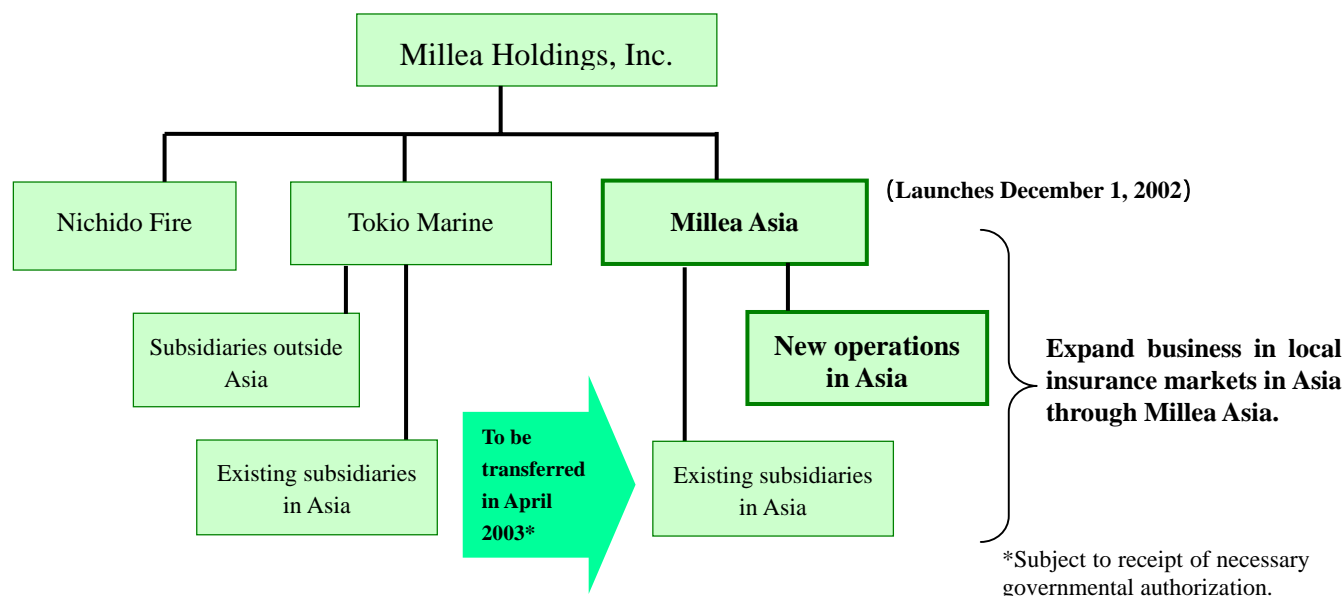 Millea Holdings, Inc.
Nichido Fire
Tokio Marine
Millea Asia
(Launches December 1, 2002)
Subsidiaries outside
Asia
New operations
in Asia
Expand business in local
insurance markets in Asia
through Millea Asia.
Existing subsidiaries
in Asia
To be
transferred
in April
2003*
Existing subsidiaries
in Asia
*Subject to receipt of necessary
governmental authorization.